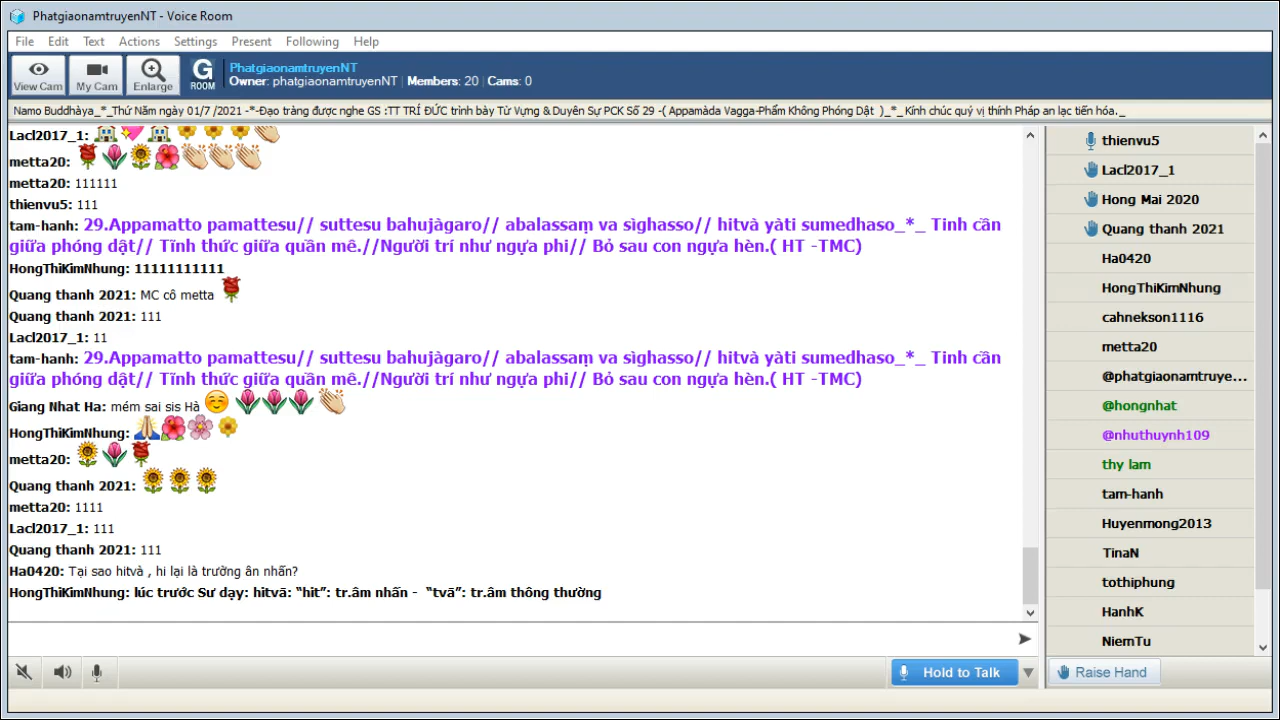 PhatgiaonamtruyenNT - Voice Room
File Edit Text Actions Settings Present Following Help
View Cam
My Cam
Enlarge
G ROOM
PhatgiaonamtruyenNT
Owner: phatgiaonamtruyenNT | Members: 20 | Cams: 0
Namo Buddhàya_*_Thứ Năm ngày 01/7 /2021 -*-Đạo tràng được nghe GS :TT TRÍ ĐỨC trình bày Từ Vựng & Duyên Sự PCK Số 29 -( Appamàda Vagga-Phẩm Không Phóng Dật )_*_ Kính chúc quý vị thính Pháp an lạc tiến hóa._
Lacl2017_1:
metta20:
metta20: 111111
thienvu5: 111
tam-hanh: 29.Appamatto pamattesu// suttesu bahujàgaro// abalassaṃ va sìghasso// hitvà yàti sumedhaso_*_ Tinh cần
giữa phóng dật// Tĩnh thức giữa quần mê.//Người trí như ngựa phi// Bỏ sau con ngựa hèn.( HT -TMC)
HongThiKimNhung: 11111111111
Quang thanh 2021: MC cô metta
Quang thanh 2021: 111
Lacl2017_1: 11
tam-hanh: 29.Appamatto pamattesu// suttesu bahujàgaro// abalassaṃ va sìghasso// hitvà yàti sumedhaso_*_ Tinh cần
giữa phóng dật// Tĩnh thức giữa quần mê.//Người trí như ngựa phi// Bỏ sau con ngựa hèn.( HT -TMC)
Giang Nhat Ha: mém sai sis Hà
HongThiKimNhung:
metta20:
Quang thanh 2021:
metta20: 1111
Lacl2017_1: 111
Quang thanh 2021: 111
Ha0420: Tại sao hitvà , hi lại là trường ân nhấn?
HongThiKimNhung: lúc trước Sư dạy: hitvā: “hit”: tr.âm nhấn - “tvā”: tr.âm thông thường
Hold to Talk
thienvu5
Lacl2017_1
Hong Mai 2020
Quang thanh 2021
Ha0420
HongThiKimNhung
cahnekson1116
metta20
@phatgiaonamtruye...
@hongnhat
@nhuthuynh109
thy lam
tam-hanh
Huyenmong2013
TinaN
tothiphung
HanhK
NiemTu
Raise Hand